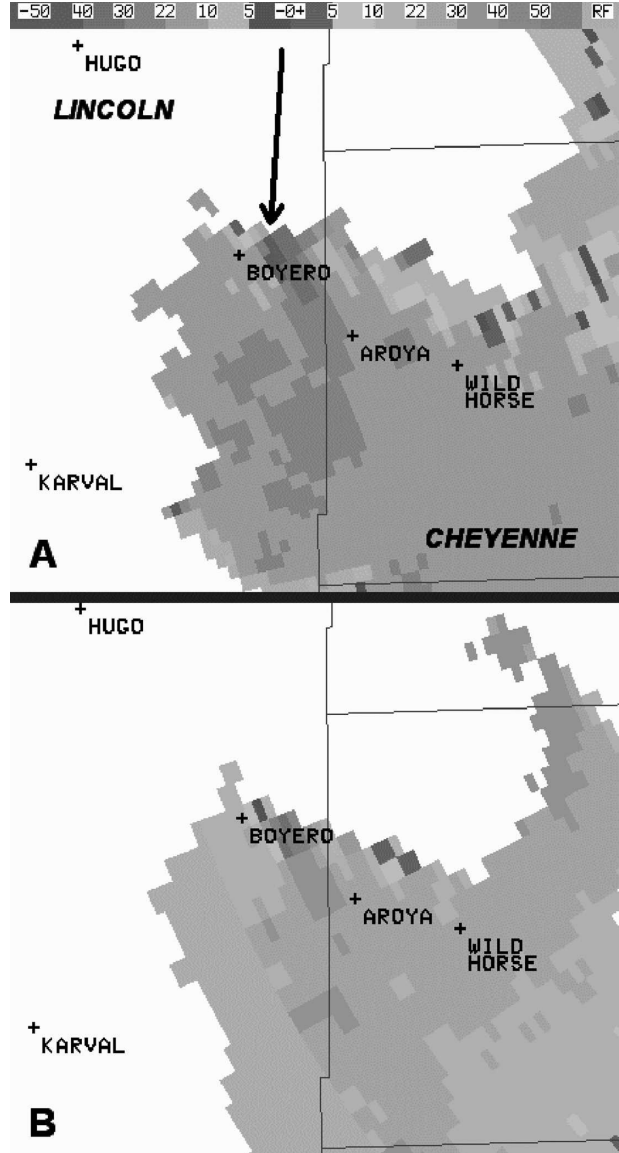 -50 40 30 22 10 5 -0+ 5 10 22 30 40 50 RF
HUGO
LINCOLN
BOYERO
AROYA
WILD
HORSE
KARVAL
A
CHEYENNE
HUGO
BOYERO
AROYA
WILD
HORSE
KARVAL
B